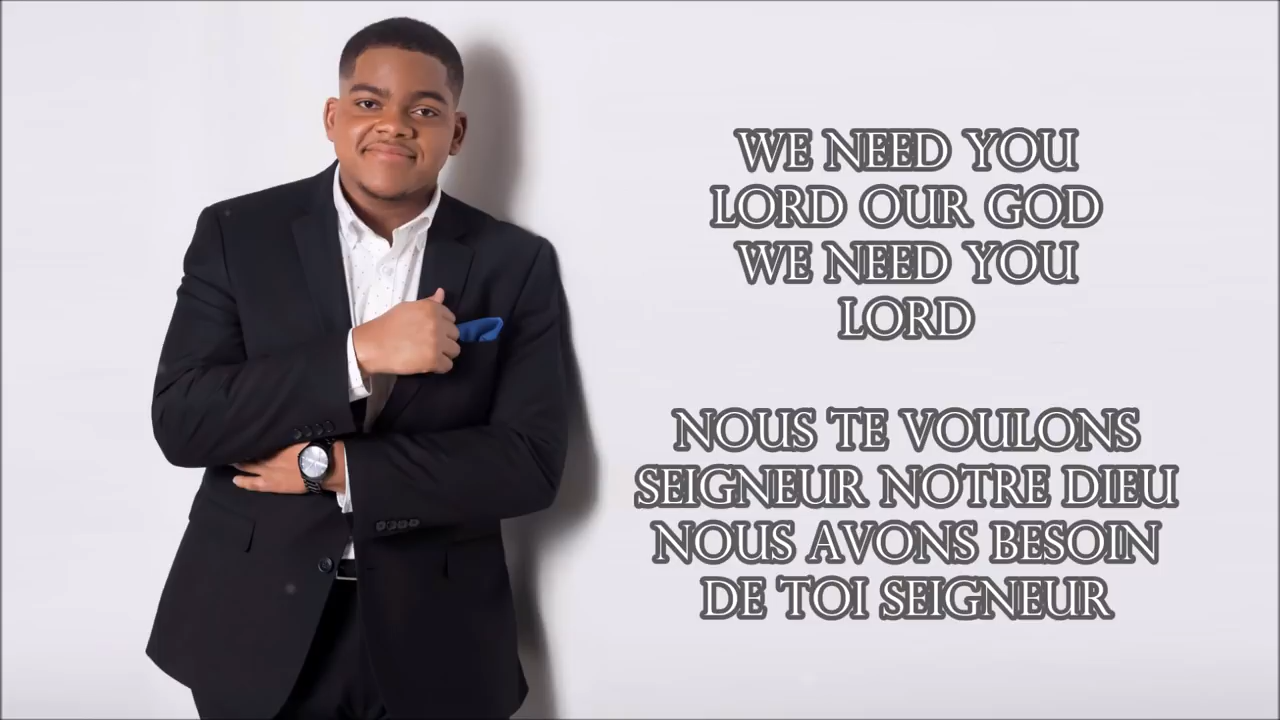 WE NEED YOU
LORD OUR GOD
WE NEED YOU
LORD
NOUS TE VOULONS
SEIGNEUR NOTRE DIEU
NOUS AVONS BESOIN
DE TOI SEIGNEUR